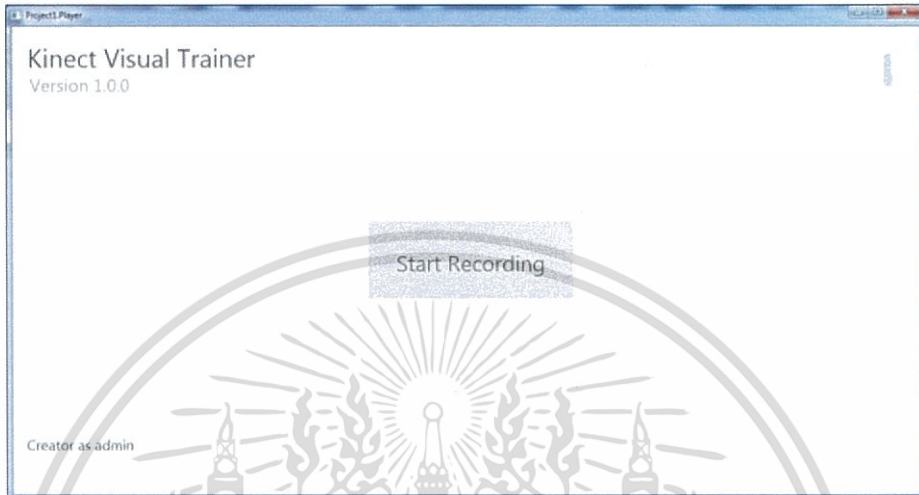 Project1.Player
Kinect Visual Trainer
Version 1.0.0
Start Recording
Creator as admin